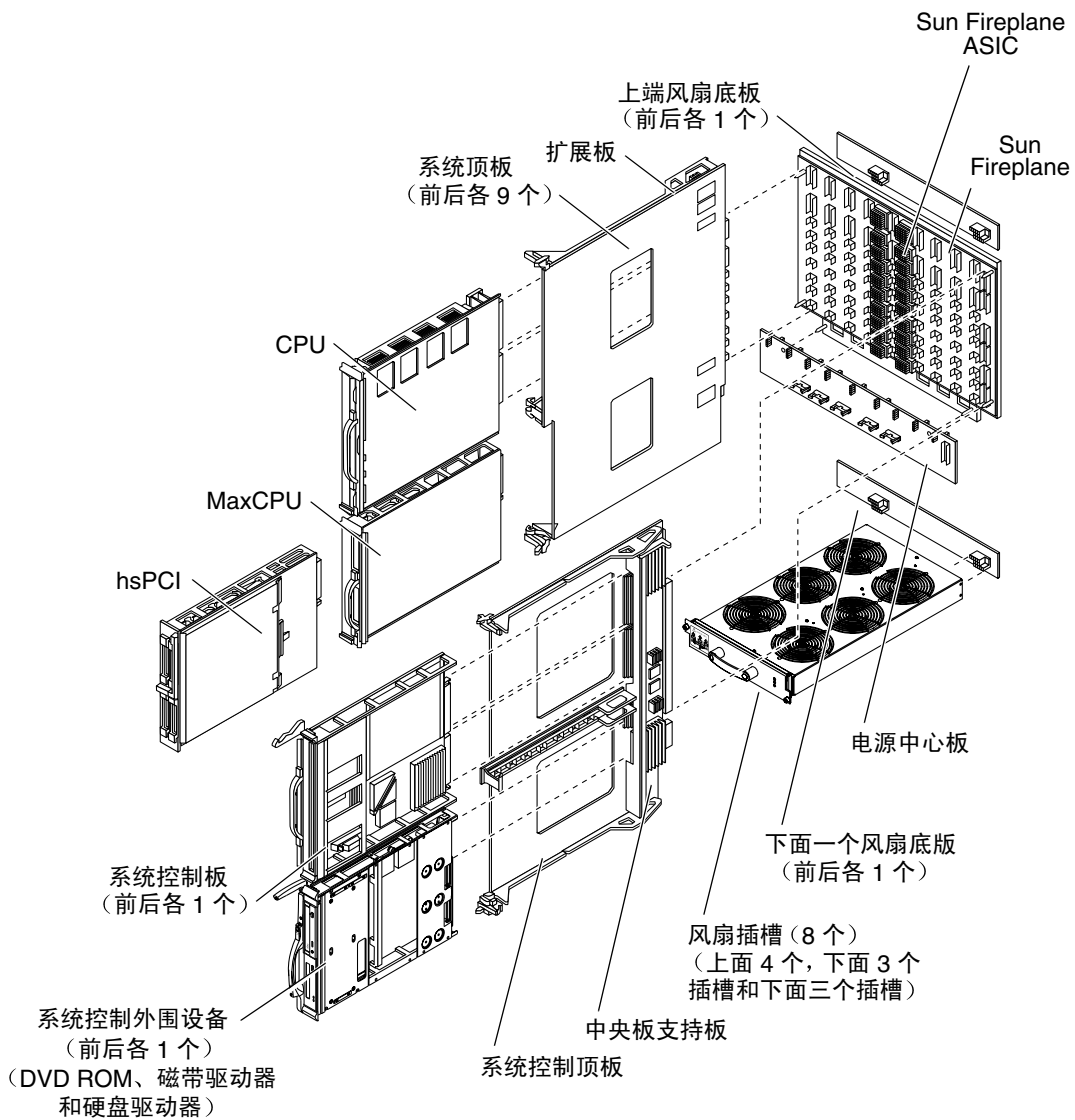 Sun Fireplane
ASIC
上端风扇底板
（前后各 1 个）
Sun
Fireplane
扩展板
系统顶板
（前后各 9 个）
CPU
MaxCPU
hsPCI
电源中心板
下面一个风扇底版
（前后各 1 个）
系统控制板
（前后各 1 个）
风扇插槽（8 个）
（上面 4 个，下面 3 个
插槽和下面三个插槽）
中央板支持板
系统控制顶板
系统控制外围设备
（前后各 1 个）
（DVD ROM、磁带驱动器
和硬盘驱动器）